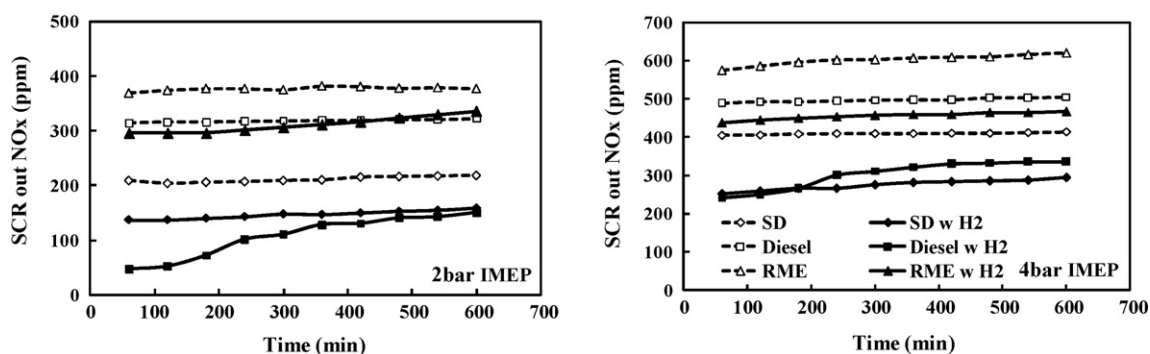 SCR out NOx (ppm)
500
400
300
200
100
0
2bar IMEP
0 100 200 300 400 500 600 700
Time (min)
SCR out NOx (ppm)
700
600
500
400
300
200
100
0
SD
SD w H2
Diesel
Diesel w H2
RME
RME w H2
4bar IMEP
0 100 200 300 400 500 600 700
Time (min)